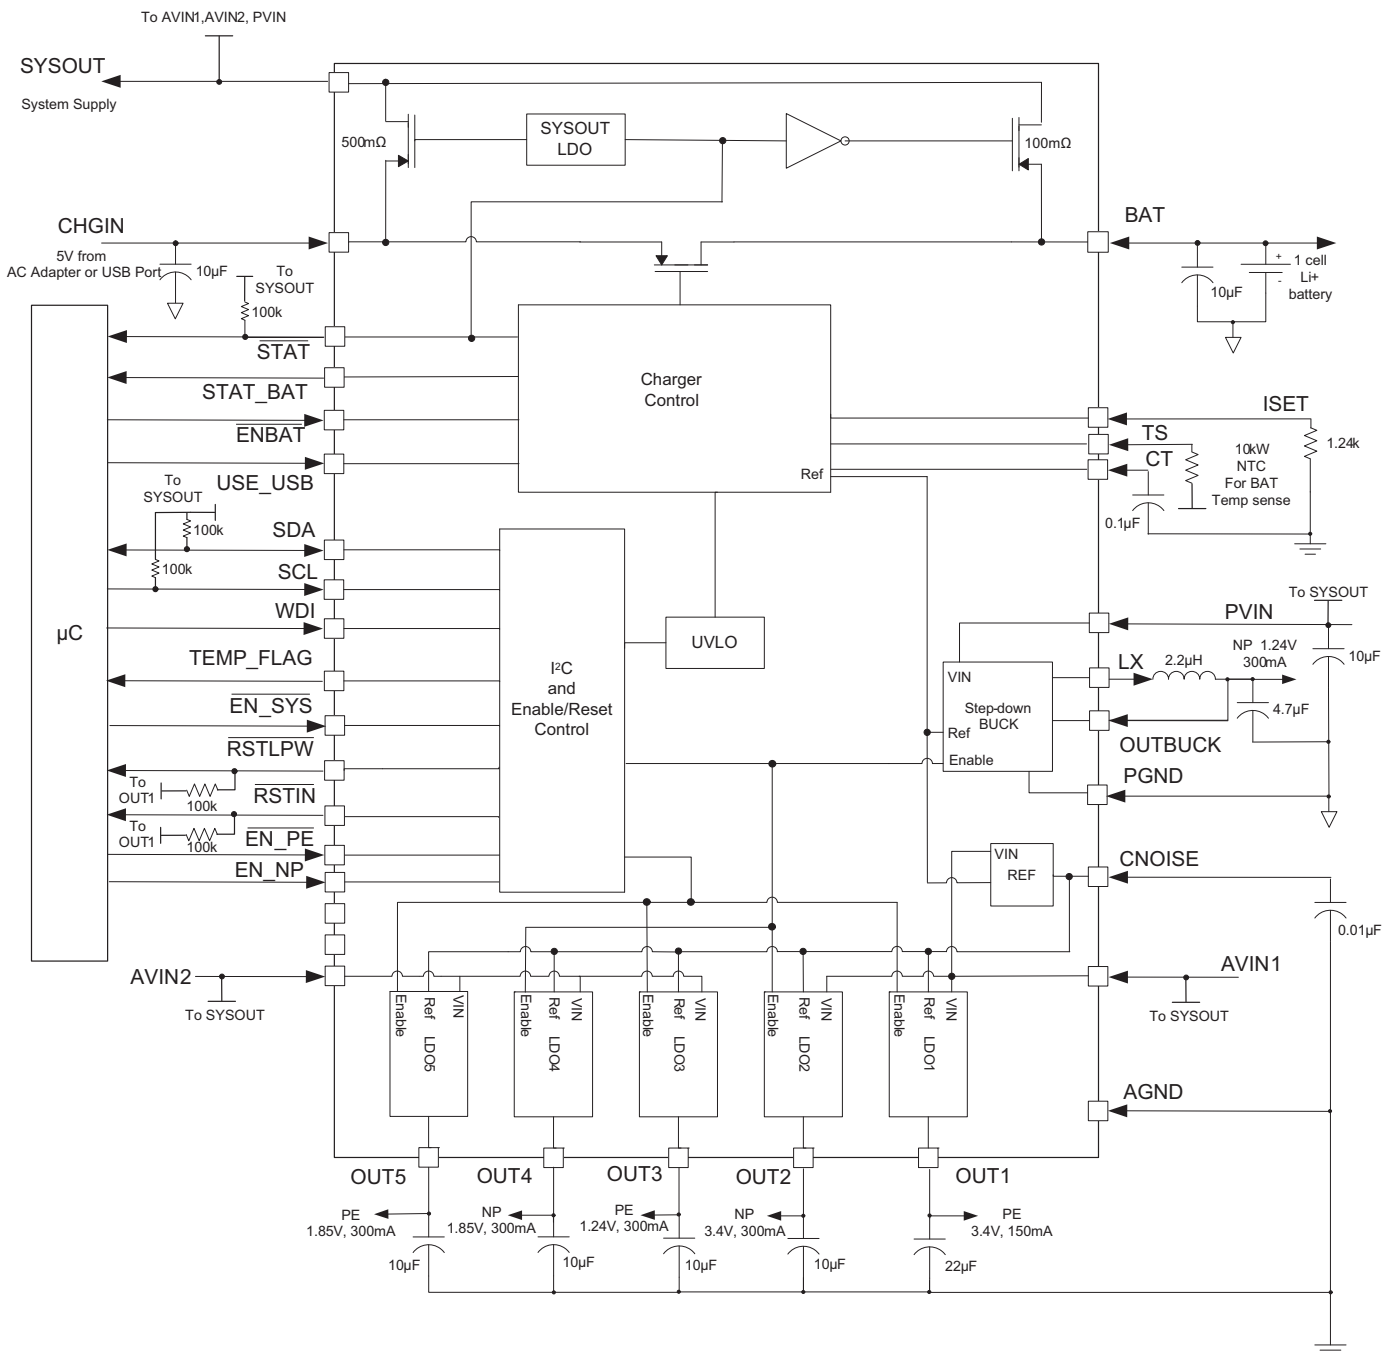 To AVIN1,AVIN2, PVIN
SYSOUT
System Supply
500mΩ
SYSOUT
LDO
100mΩ
CHGIN
5V from
AC Adapter or USB Port
10µF
To
SYSOUT
100k
BAT
10µF
+
-
1 cell
Li+
battery
STAT
STAT_BAT
ENBAT
USE_USB
Charger
Control
Ref
ISET
TS
CT
10kW
NTC
For BAT
Temp sense
1.24k
0.1µF
To
SYSOUT
100k
100k
SDA
SCL
WDI
TEMP_FLAG
EN_SYS
RSTLPW
RSTIN
EN_PE
EN_NP
µC
To
OUT1
100k
To
OUT1
100k
I²C
and
Enable/Reset
Control
UVLO
To SYSOUT
PVIN
10µF
LX
2.2µH
NP 1.24V
300mA
4.7µF
OUTBUCK
PGND
VIN
Step-down
BUCK
Ref
Enable
VIN
REF
CNOISE
0.01µF
AVIN2
To SYSOUT
AVIN1
To SYSOUT
AGND
Enable
Ref LDO5
VIN
Enable
Ref LDO4
VIN
Enable
Ref LDO3
VIN
Enable
Ref LDO2
VIN
Enable
Ref LDO1
VIN
OUT5
OUT4
OUT3
OUT2
OUT1
PE
1.85V, 300mA
NP
1.85V, 300mA
PE
1.24V, 300mA
NP
3.4V, 300mA
PE
3.4V, 150mA
10µF
10µF
10µF
10µF
22µF